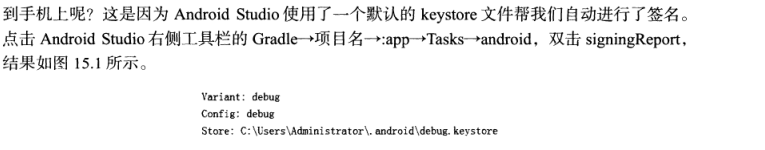 到手机上呢？这是因为 Android Studio 使用了一个默认的 keystore 文件帮我们自动进行了签名。
点击 Android Studio 右侧工具栏的 Gradle→项目名→:app→Tasks→android，双击 signingReport，
结果如图 15.1 所示。
Variant: debug
Config: debug
Store: C:\Users\Administrator\.android\debug.keystore